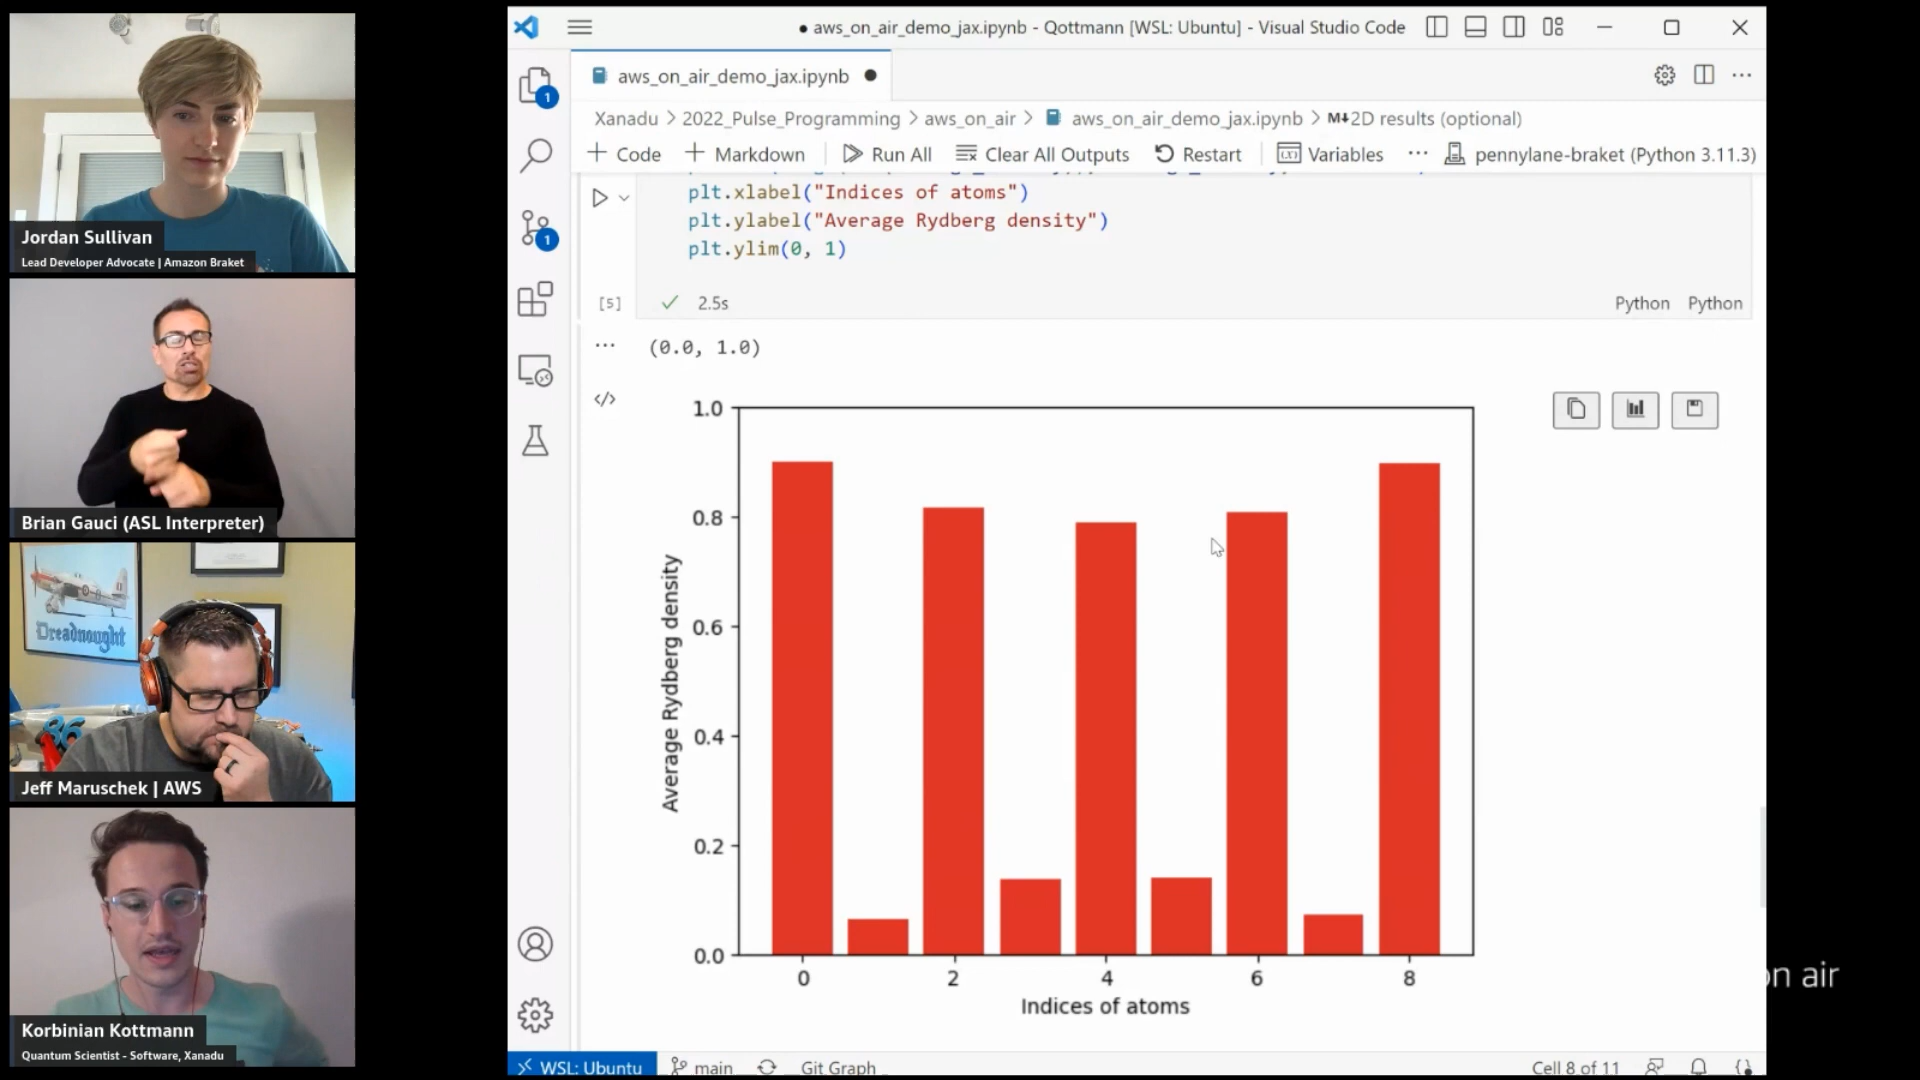 Jordan Sullivan
Lead Developer Advocate | Amazon Braket
Brian Gauci (ASL Interpreter)
Dreadnought
86
Jeff Maruschek | AWS
Korbinian Kottmann
Quantum Scientist - Software, Xanadu
● aws_on_air_demo_jax.ipynb - Qottmann [WSL: Ubuntu] - Visual Studio Code
aws_on_air_demo_jax.ipynb ●
Xanadu > 2022_Pulse_Programming > aws_on_air > aws_on_air_demo_jax.ipynb > M↓2D results (optional)
+ Code + Markdown Run All Clear All Outputs Restart Variables ... pennylane-braket (Python 3.11.3)
1
1
plt.xlabel("Indices of atoms")
plt.ylabel("Average Rydberg density")
plt.ylim(0, 1)
[5] ✓ 2.5s Python Python
... (0.0, 1.0)
</>
1.0
0.8
0.6
0.4
0.2
0.0
Average Rydberg density
0 2 4 6 8
Indices of atoms
WSL: Ubuntu main Git Graph Cell 8 of 11
on air